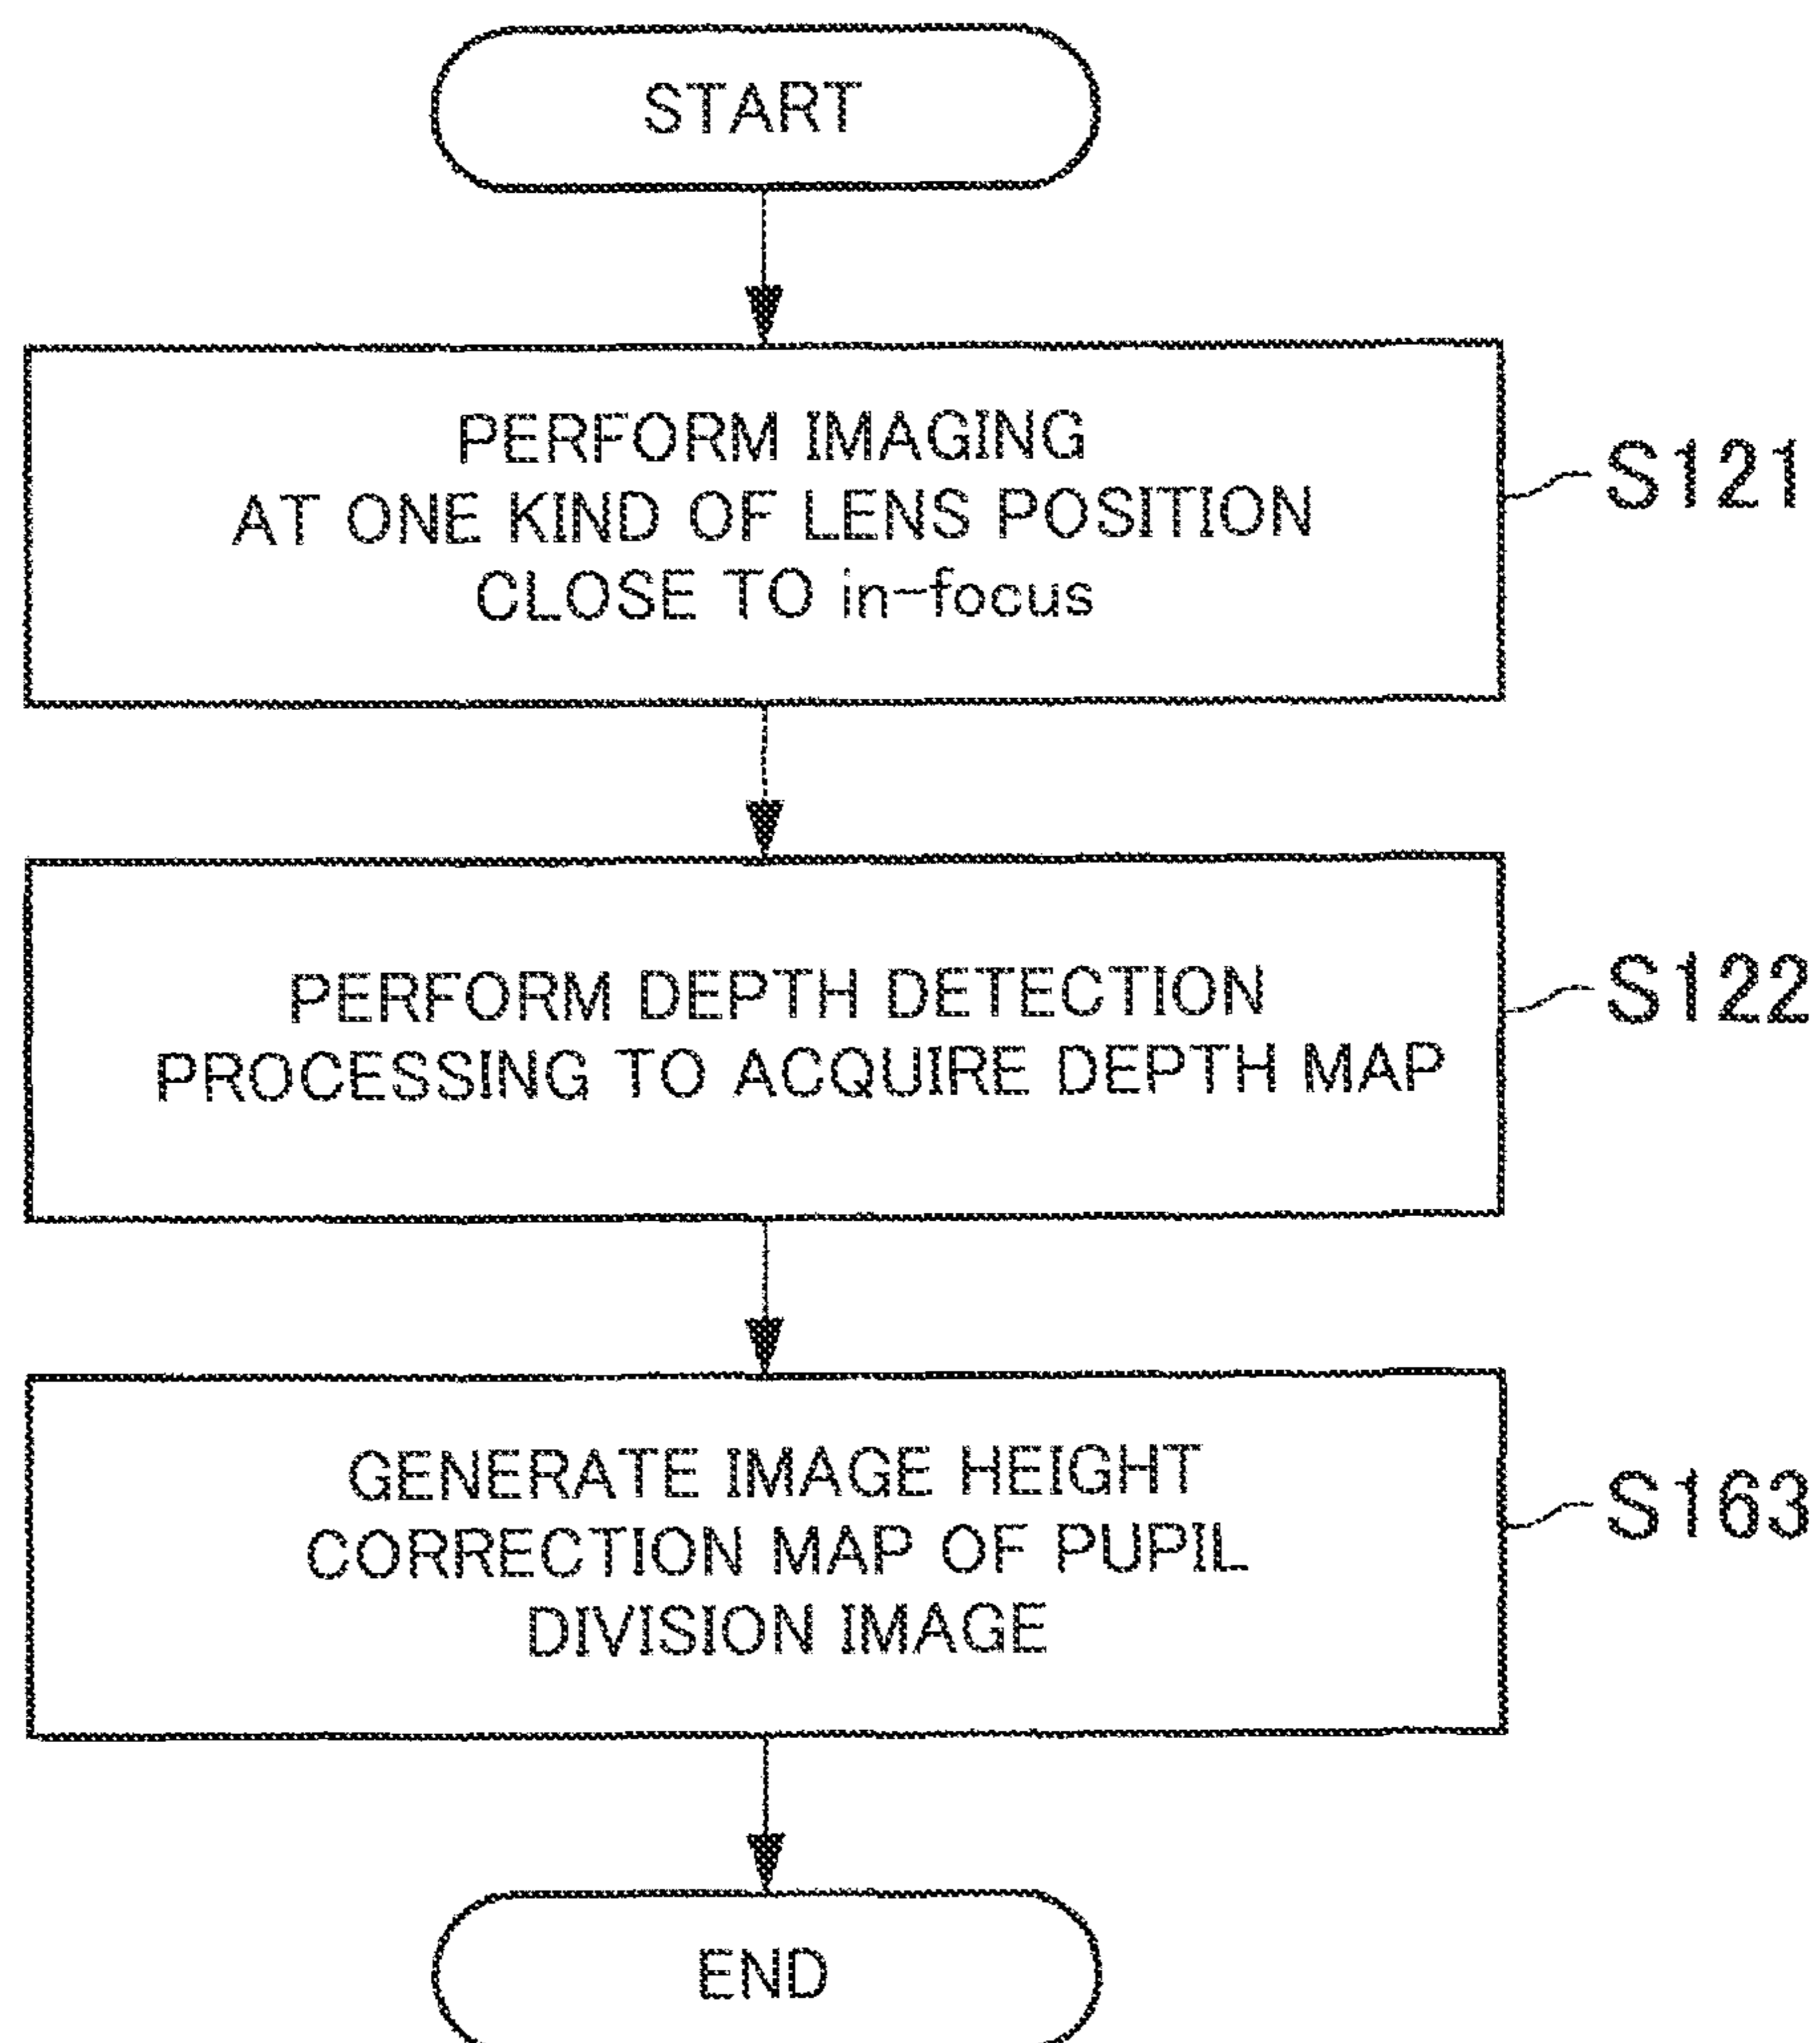 START
PERFORM IMAGING
AT ONE KIND OF LENS POSITION
CLOSE TO in-focus
S121
PERFORM DEPTH DETECTION
PROCESSING TO ACQUIRE DEPTH MAP
S122
GENERATE IMAGE HEIGHT
CORRECTION MAP OF PUPIL
DIVISION IMAGE
S163
END